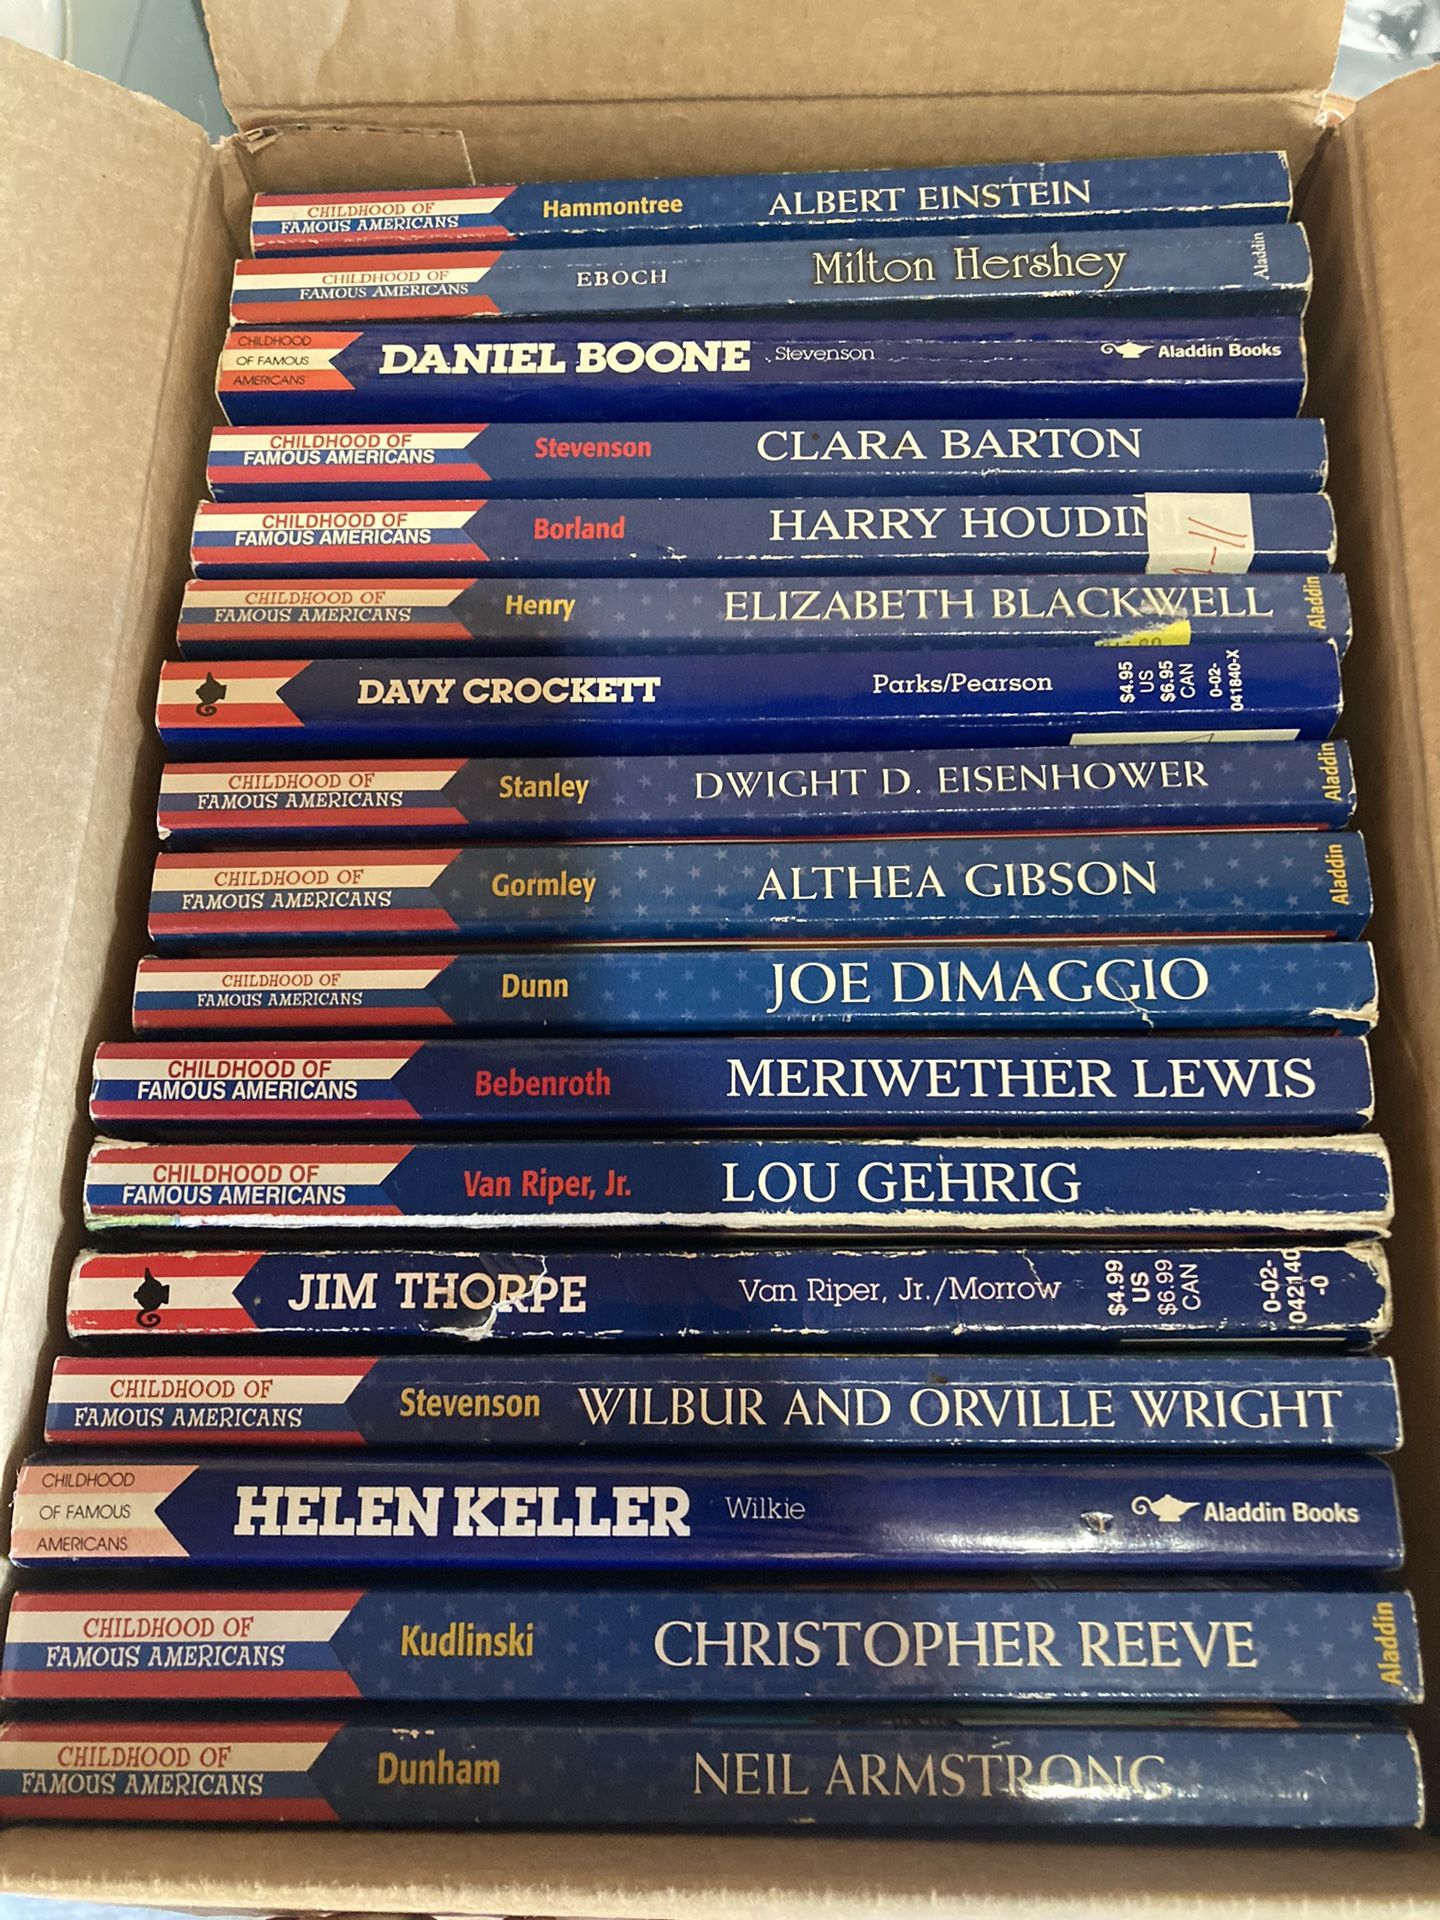 CHILDHOOD OF
FAMOUS AMERICANS
Hammontree
ALBERT EINSTEIN
CHILDHOOD OF
FAMOUS AMERICANS
EBOCH
Milton Hershey
Aladdin
CHILDHOOD
OF FAMOUS
AMERICANS
DANIEL BOONE
Stevenson
Aladdin Books
CHILDHOOD OF
FAMOUS AMERICANS
Stevenson
CLARA BARTON
CHILDHOOD OF
FAMOUS AMERICANS
Borland
HARRY
CHILDHOOD OF
FAMOUS AMERICANS
Henry
ELIZABETH BLACKWELL
Aladdin
DAVY CROCKETT
Parks/Pearson
$4.95
US
$6.95
CAN
0-02-
041840-X
CHILDHOOD OF
FAMOUS AMERICANS
Stanley
DWIGHT D. EISENHOWER
Aladdin
CHILDHOOD OF
FAMOUS AMERICANS
Gormley
ALTHEA GIBSON
Aladdin
CHILDHOOD OF
FAMOUS AMERICANS
Dunn
JOE DIMAGGIO
CHILDHOOD OF
FAMOUS AMERICANS
Bebenroth
MERIWETHER LEWIS
CHILDHOOD OF
FAMOUS AMERICANS
Van Riper, Jr.
LOU GEHRIG
JIM THORPE
Van Riper, Jr./Morrow
$4.99
US
$6.99
CAN
0-02-
042140
-0
CHILDHOOD OF
FAMOUS AMERICANS
Stevenson
WILBUR AND ORVILLE WRIGHT
CHILDHOOD
OF FAMOUS
AMERICANS
HELEN KELLER
Wilkie
Aladdin Books
CHILDHOOD OF
FAMOUS AMERICANS
Kudlinski
CHRISTOPHER REEVE
Aladdin
CHILDHOOD OF
FAMOUS AMERICANS
Dunham
NEIL ARMSTRONG